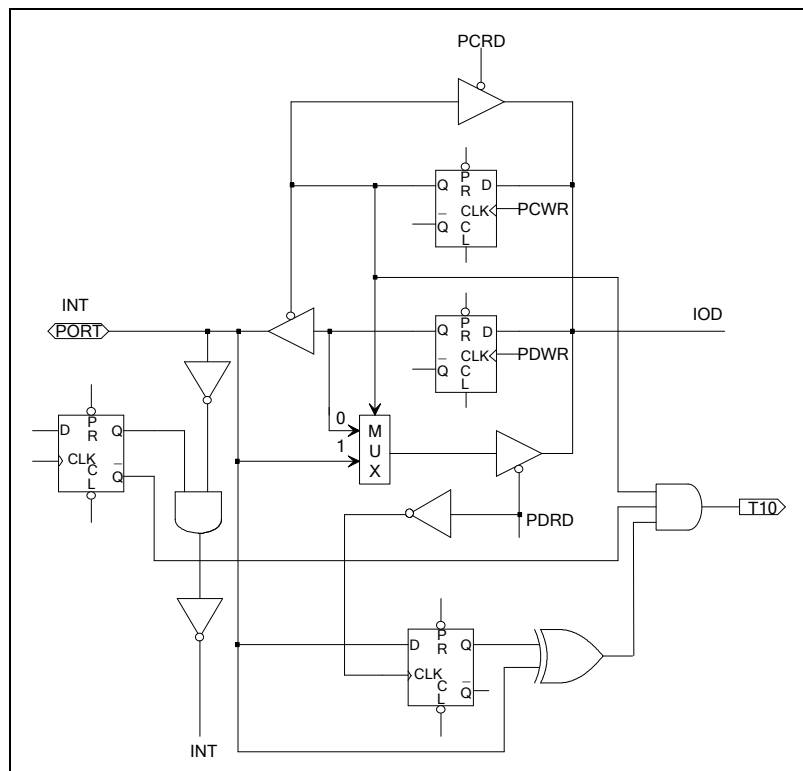 PCRD
P
Q R D
CLK PCWR
Q C
L
INT
PORT
P
Q R D
IOD
CLK PDWR
Q C
L
0
1
M
U
X
P
D R Q
CLK
C Q
L
PDRD
T10
P
D R Q
CLK C
L Q
INT